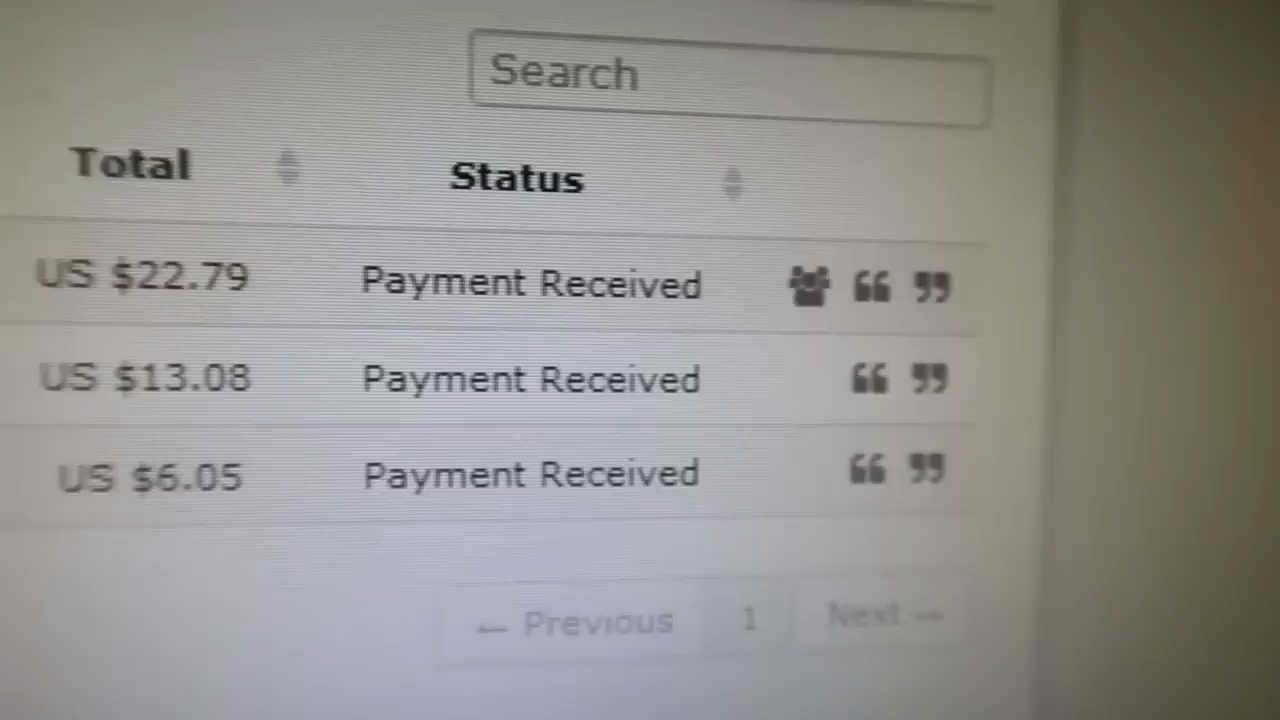 Search
Total Status
US $22.79 Payment Received
US $13.08 Payment Received
US $6.05 Payment Received
← Previous 1 Next →